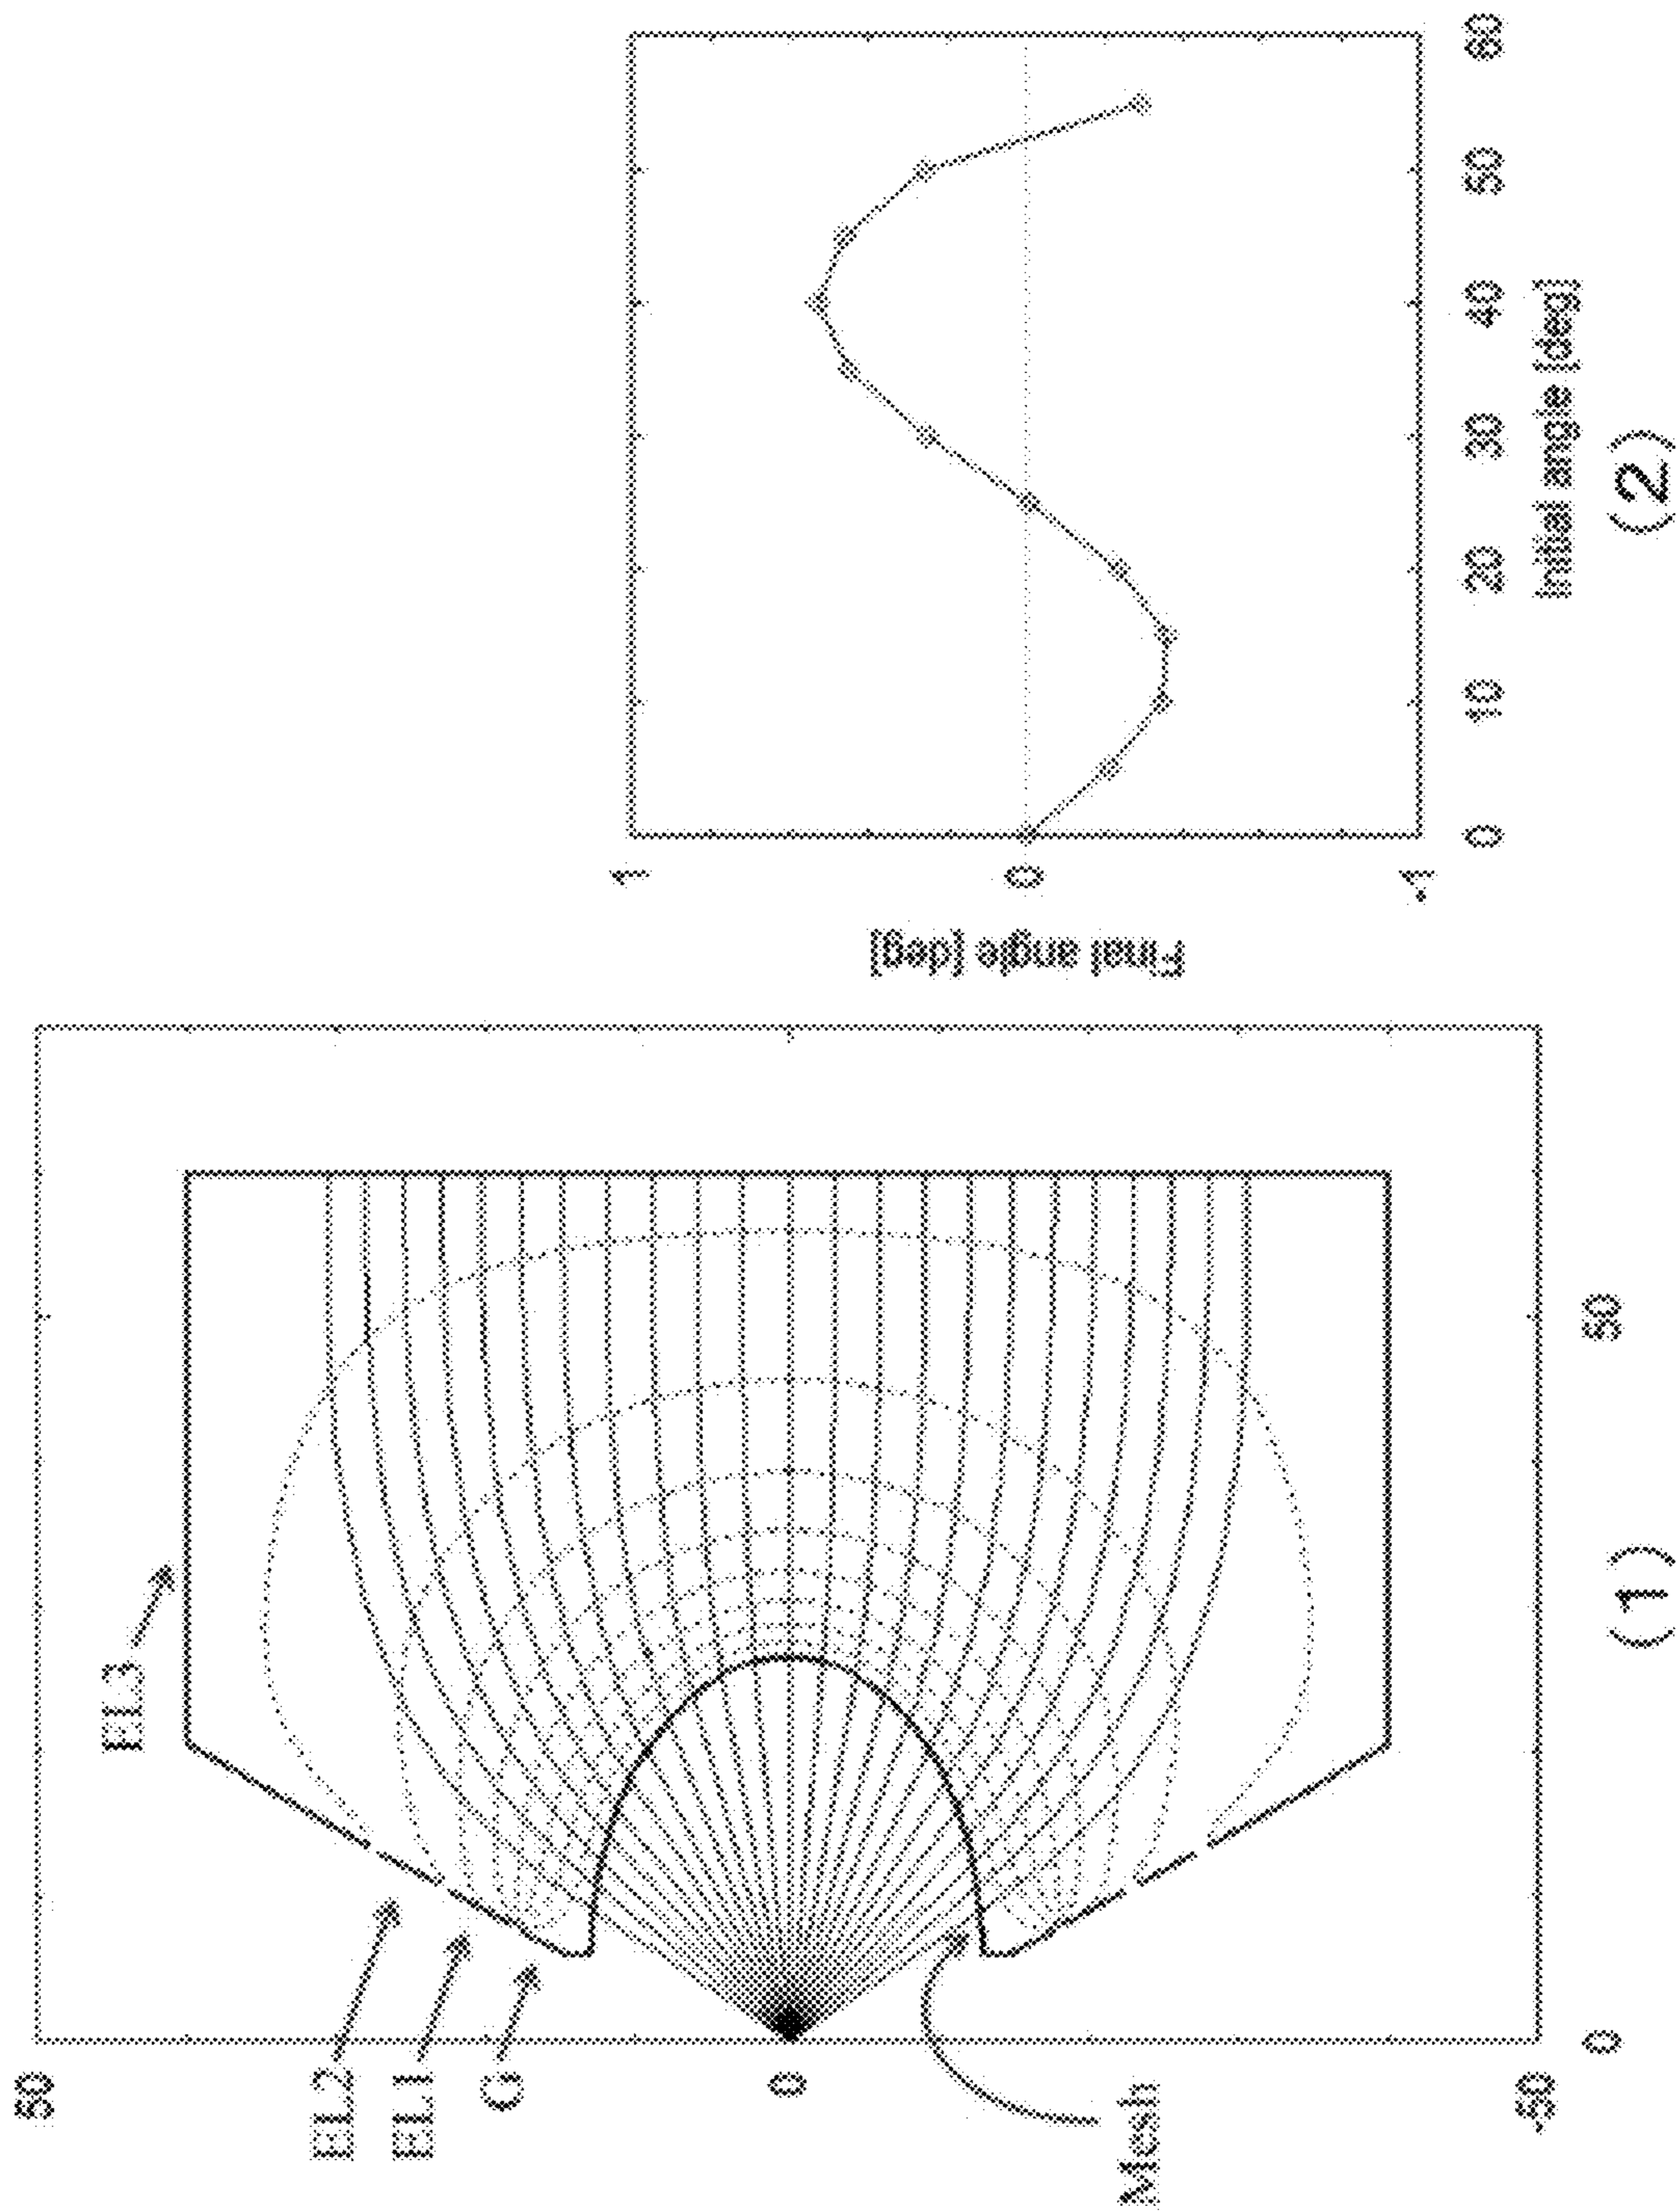 50
0
-50
0
50
EL3
EL2
EL1
G
Mesh
(1)
1
0
-1
Final angle [deg]
0
10
20
30
40
50
60
Initial angle [deg]
(2)